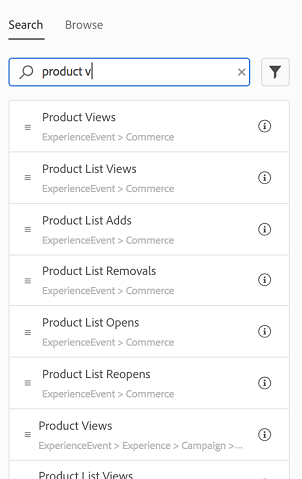 Search Browse
product v
Product Views
ExperienceEvent > Commerce
Product List Views
ExperienceEvent > Commerce
Product List Adds
ExperienceEvent > Commerce
Product List Removals
ExperienceEvent > Commerce
Product List Opens
ExperienceEvent > Commerce
Product List Reopens
ExperienceEvent > Commerce
Product Views
ExperienceEvent > Experience > Campaign >...
Product List Views